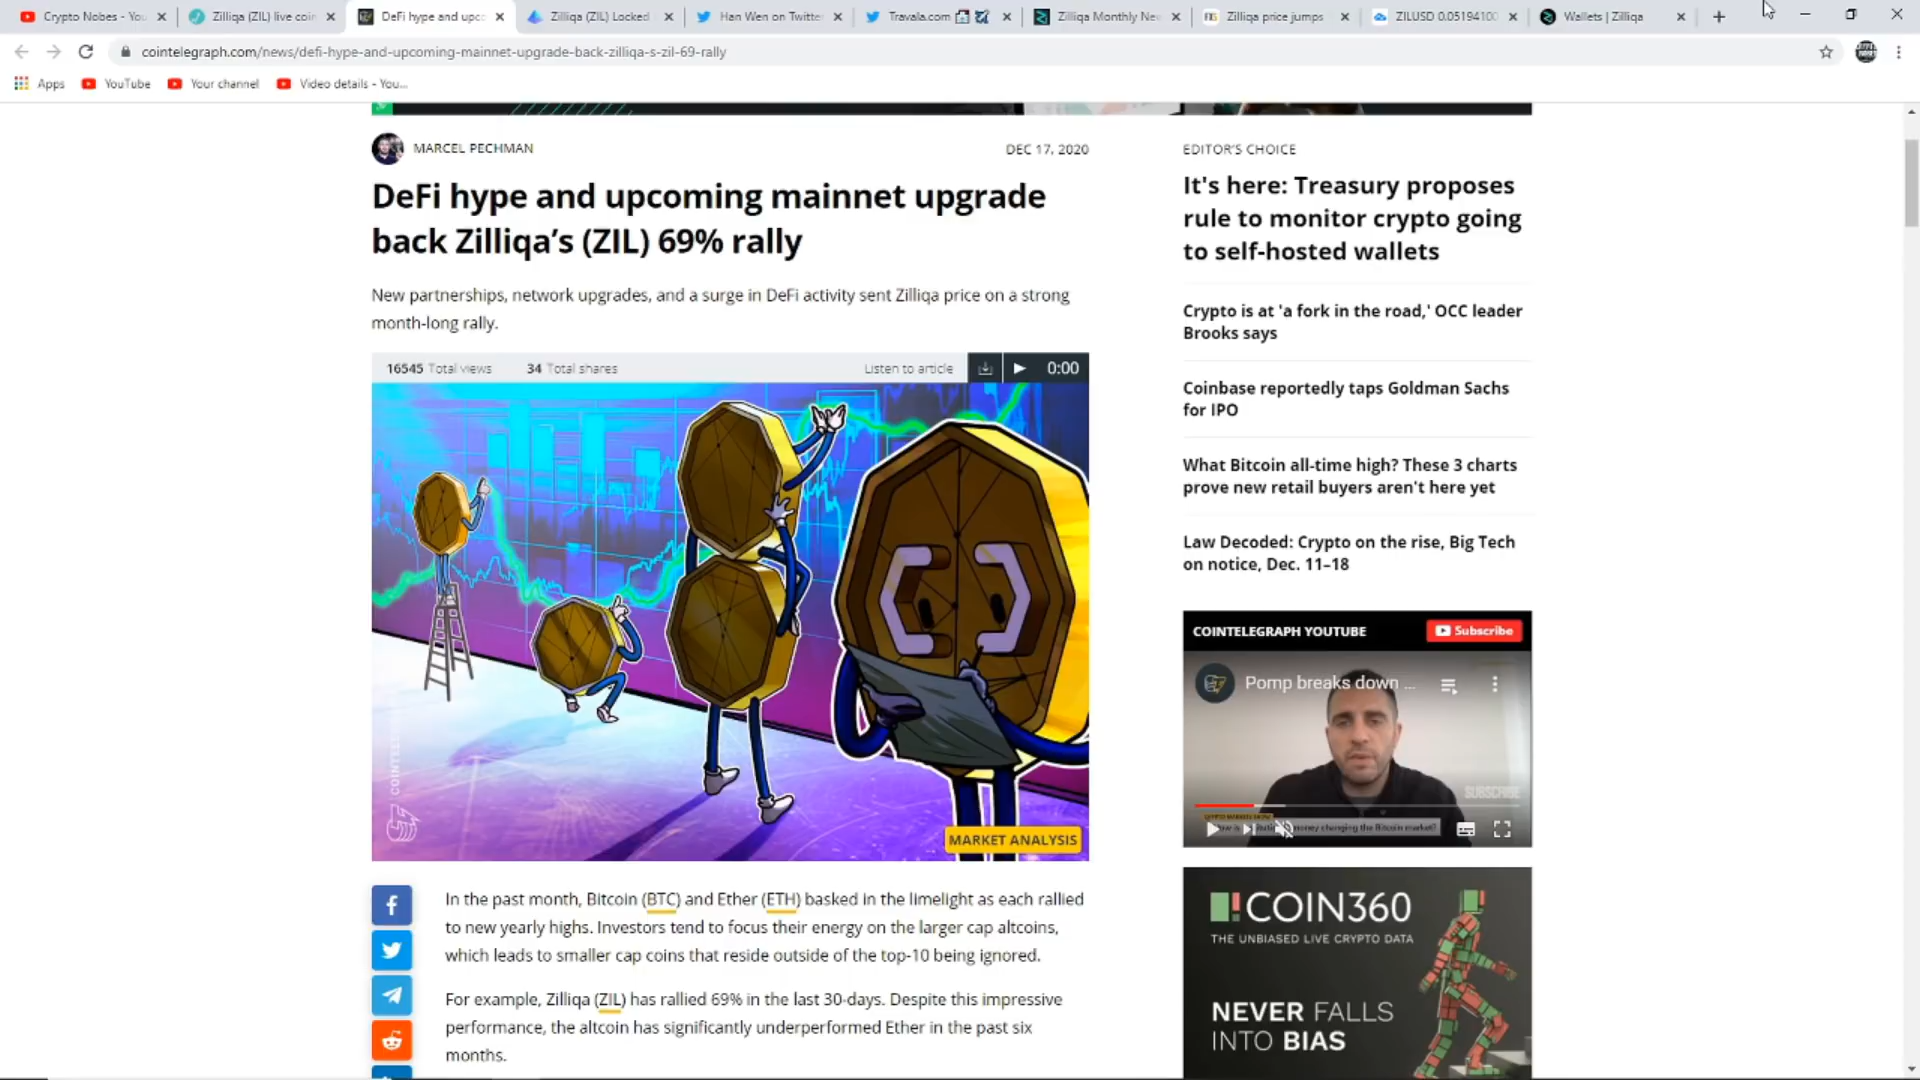 Crypto Nobes - You
Zilliqa (ZIL) live coin
DeFi hype and upco
Zilliqa (ZIL) Locked
Han Wen on Twitte
Travala.com
Zilliqa Monthly Ne
Zilliqa price jumps
ZILUSD 0.05194100
Wallets | Zilliqa
cointelegraph.com/news/defi-hype-and-upcoming-mainnet-upgrade-back-zilliqa-s-zil-69-rally
Apps
YouTube
Your channel
Video details - You...
MARCEL PECHMAN
DEC 17, 2020
DeFi hype and upcoming mainnet upgrade
back Zilliqa's (ZIL) 69% rally
New partnerships, network upgrades, and a surge in DeFi activity sent Zilliqa price on a strong
month-long rally.
16545 Total views
34 Total shares
Listen to article
0:00
MARKET ANALYSIS
In the past month, Bitcoin (BTC) and Ether (ETH) basked in the limelight as each rallied
to new yearly highs. Investors tend to focus their energy on the larger cap altcoins,
which leads to smaller cap coins that reside outside of the top-10 being ignored.
For example, Zilliqa (ZIL) has rallied 69% in the last 30-days. Despite this impressive
performance, the altcoin has significantly underperformed Ether in the past six
months.
EDITOR'S CHOICE
It's here: Treasury proposes
rule to monitor crypto going
to self-hosted wallets
Crypto is at 'a fork in the road,' OCC leader
Brooks says
Coinbase reportedly taps Goldman Sachs
for IPO
What Bitcoin all-time high? These 3 charts
prove new retail buyers aren't here yet
Law Decoded: Crypto on the rise, Big Tech
on notice, Dec. 11–18
COINTELEGRAPH YOUTUBE
Subscribe
Pomp breaks down ...
SUBSCRIBE
money changing the Bitcoin market?
COIN360
THE UNBIASED LIVE CRYPTO DATA
NEVER FALLS
INTO BIAS